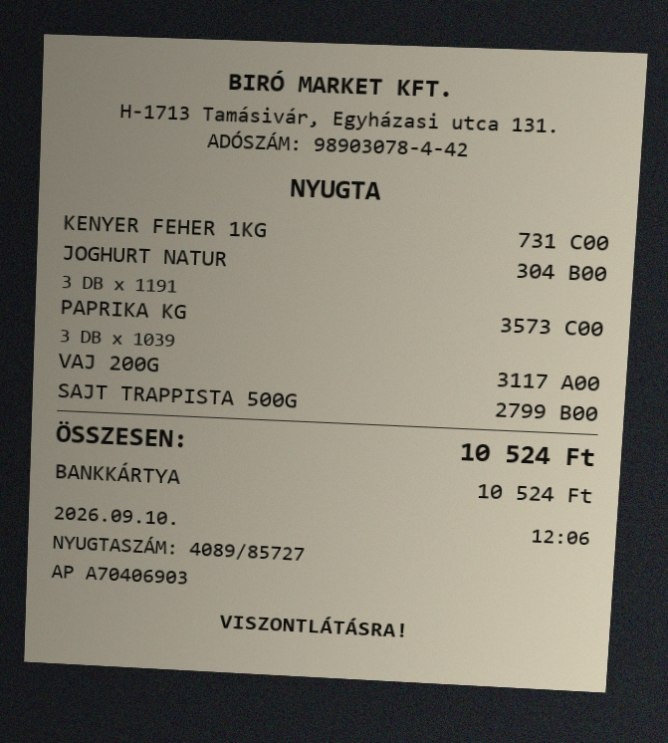 BIRÓ MARKET KFT.
H-1713 Tamásivár, Egyházasi utca 131.
ADÓSZÁM: 98903078-4-42
NYUGTA
KENYER FEHER 1KG 731 C00
JOGHURT NATUR 304 B00
3 DB x 1191
PAPRIKA KG 3573 C00
3 DB x 1039
VAJ 200G 3117 A00
SAJT TRAPPISTA 500G 2799 B00
ÖSSZESEN: 10 524 Ft
BANKKÁRTYA 10 524 Ft
2026.09.10. 12:06
NYUGTASZÁM: 4089/85727
AP A70406903
VISZONTLÁTÁSRA!